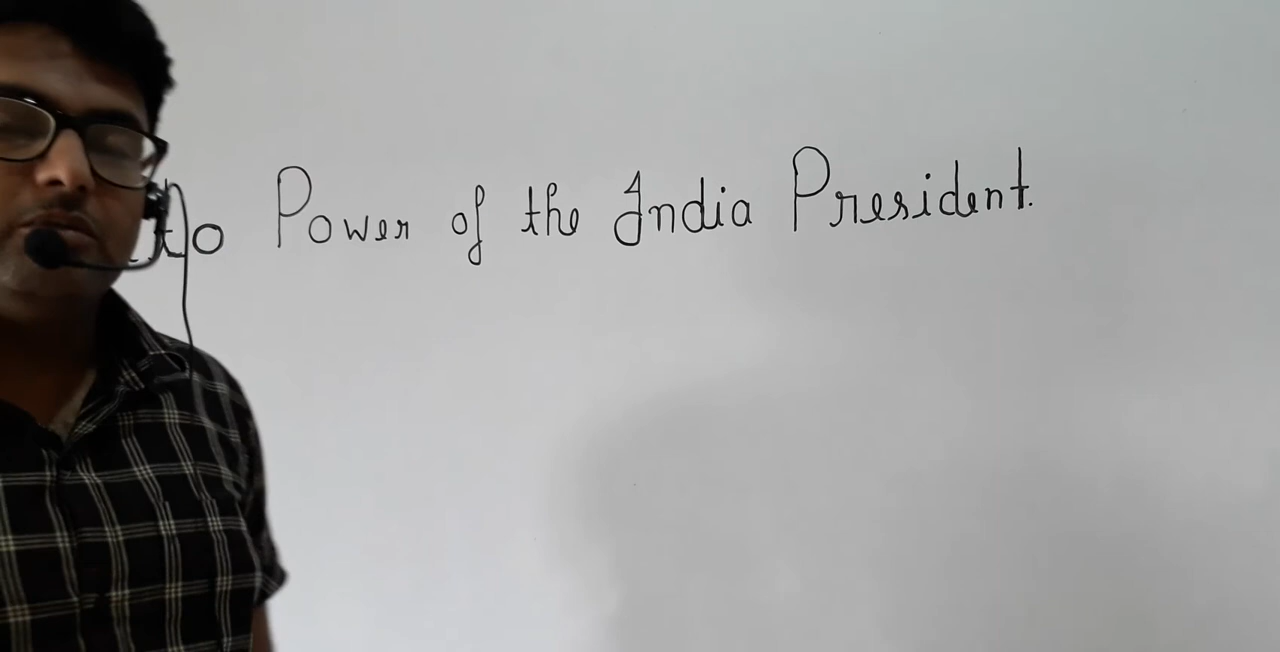 Power of the India President.